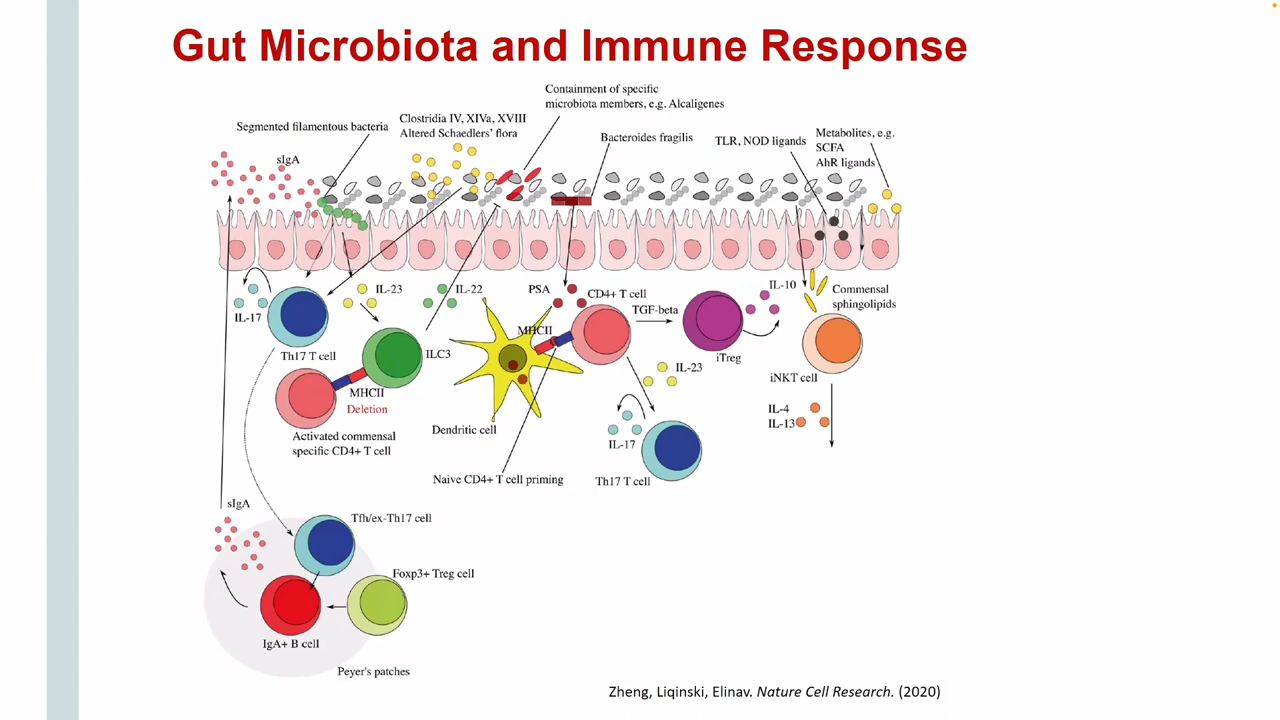 Gut Microbiota and Immune Response
Containment of specific
microbiota members, e.g. Alcaligenes
Clostridia IV, XIVa, XVIII
Altered Schaedlers' flora
Segmented filamentous bacteria
Bacteroides fragilis
TLR, NOD ligands
Metabolites, e.g.
SCFA
AhR ligands
sIgA
IL-17
Th17 T cell
IL-23
IL-22
ILC3
MHCII
Deletion
Activated commensal
specific CD4+ T cell
PSA
MHCII
CD4+ T cell
TGF-beta
iTreg
IL-10
Commensal
sphingolipids
iNKT cell
IL-4
IL-13
IL-23
IL-17
Th17 T cell
Dendritic cell
Naive CD4+ T cell priming
sIgA
Tfh/ex-Th17 cell
Foxp3+ Treg cell
IgA+ B cell
Peyer's patches
Zheng, Liqinski, Elinav. Nature Cell Research. (2020)